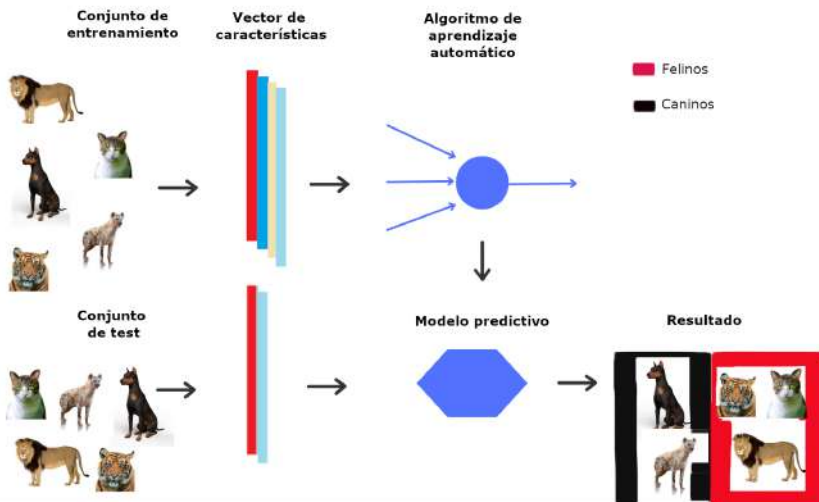 Conjunto de
entrenamiento
Vector de
características
Algoritmo de
aprendizaje
automático
Felinos
Caninos
Conjunto
de test
Modelo predictivo
Resultado